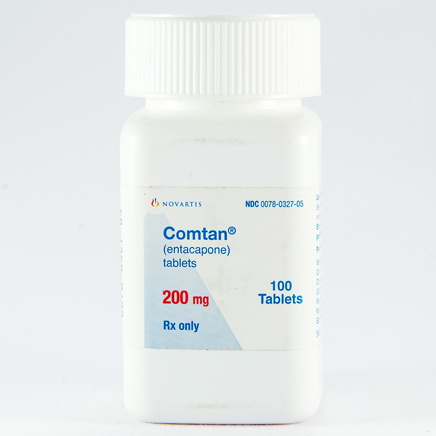 NOVARTIS
NDC 0078-0327-05
Comtan®
(entacapone)
tablets
200 mg
100
Tablets
Rx only